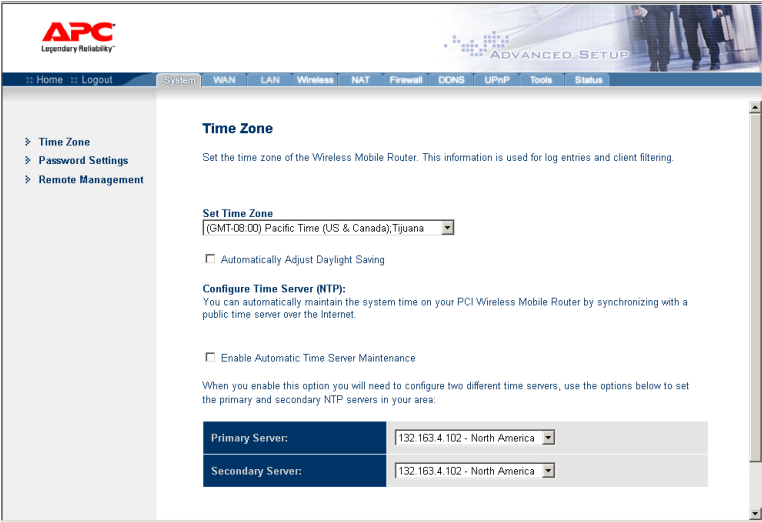 APC
Legendary Reliability™
ADVANCED SETUP
:: Home :: Logout
System WAN LAN Wireless NAT Firewall DDNS UPnP Tools Status
Time Zone
Password Settings
Remote Management
Time Zone
Set the time zone of the Wireless Mobile Router. This information is used for log entries and client filtering.
Set Time Zone
(GMT-08:00) Pacific Time (US & Canada);Tijuana
Automatically Adjust Daylight Saving
Configure Time Server (NTP):
You can automatically maintain the system time on your PCI Wireless Mobile Router by synchronizing with a
public time server over the Internet.
Enable Automatic Time Server Maintenance
When you enable this option you will need to configure two different time servers, use the options below to set
the primary and secondary NTP servers in your area:
Primary Server: 132.163.4.102 - North America
Secondary Server: 132.163.4.102 - North America